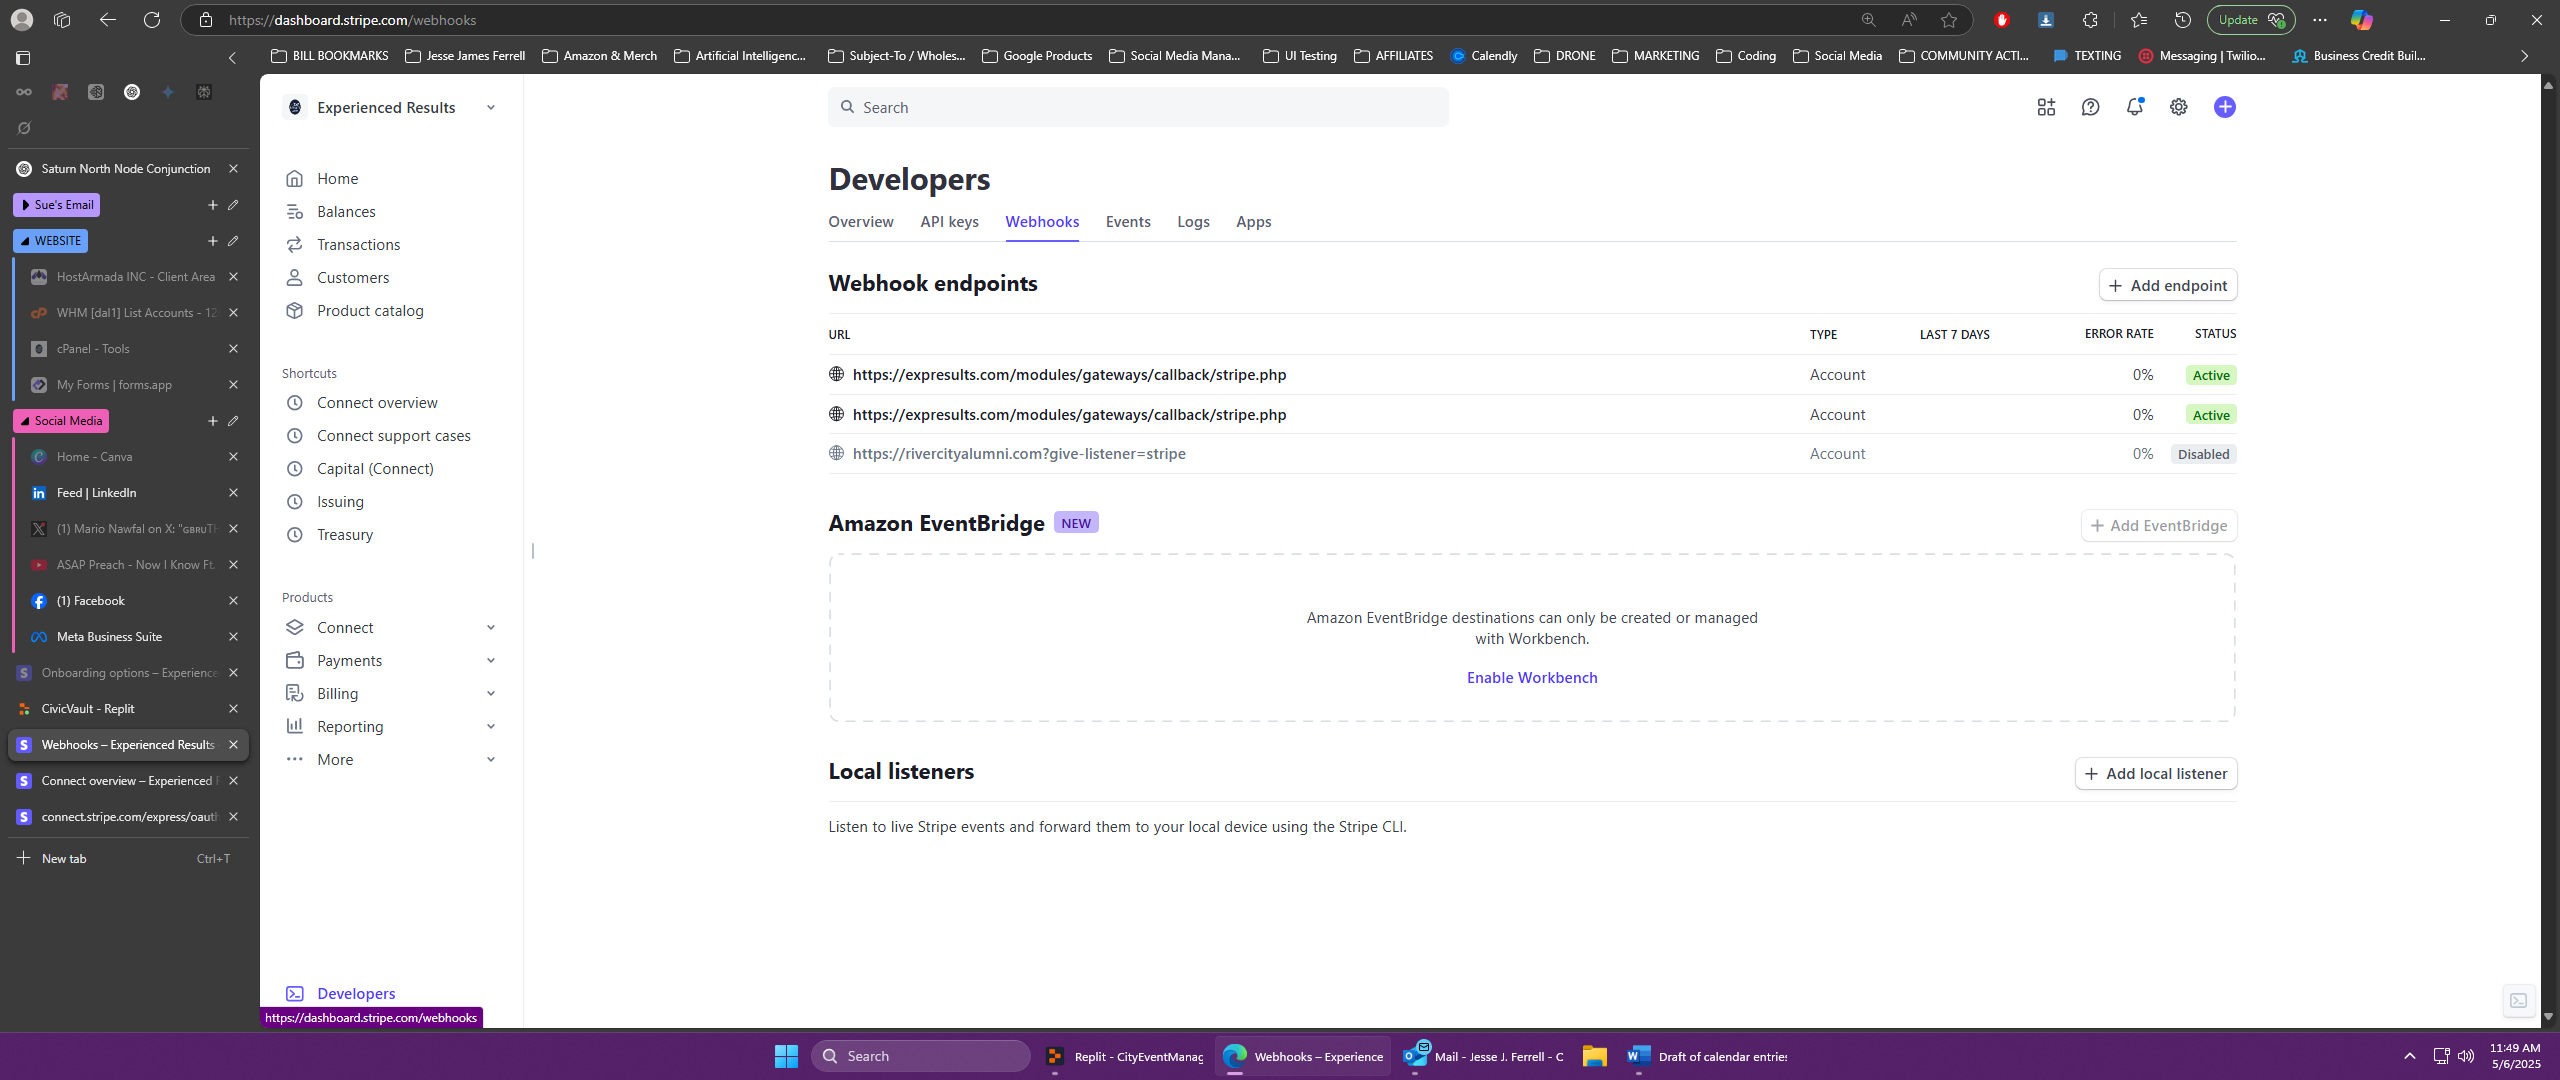 https://dashboard.stripe.com/webhooks
Update
BILL BOOKMARKS
Jesse James Ferrell
Amazon & Merch
Artificial Intelligenc...
Subject-To / Wholes...
Google Products
Social Media Mana...
UI Testing
AFFILIATES
Calendly
DRONE
MARKETING
Coding
Social Media
COMMUNITY ACTI...
TEXTING
Messaging | Twilio...
Business Credit Buil...
Saturn North Node Conjunction
Sue's Email
WEBSITE
HostArmada INC - Client Area
WHM [dal1] List Accounts - 12
cPanel - Tools
My Forms | forms.app
Social Media
Home - Canva
Feed | LinkedIn
(1) Mario Nawfal on X: "GBRUTH
ASAP Preach - Now I Know Ft.
(1) Facebook
Meta Business Suite
Onboarding options – Experience
CivicVault - Replit
Webhooks – Experienced Results
Connect overview – Experienced R
connect.stripe.com/express/oauth
New tab
Ctrl+T
Experienced Results
Home
Balances
Transactions
Customers
Product catalog
Shortcuts
Connect overview
Connect support cases
Capital (Connect)
Issuing
Treasury
Products
Connect
Payments
Billing
Reporting
More
Developers
https://dashboard.stripe.com/webhooks
Search
Developers
Overview
API keys
Webhooks
Events
Logs
Apps
Webhook endpoints
Add endpoint
URL
TYPE
LAST 7 DAYS
ERROR RATE
STATUS
https://expresults.com/modules/gateways/callback/stripe.php
Account
0%
Active
https://expresults.com/modules/gateways/callback/stripe.php
Account
0%
Active
https://rivercityalumni.com?give-listener=stripe
Account
0%
Disabled
Amazon EventBridge
NEW
Add EventBridge
Amazon EventBridge destinations can only be created or managed
with Workbench.
Enable Workbench
Local listeners
Add local listener
Listen to live Stripe events and forward them to your local device using the Stripe CLI.
Search
Replit - CityEventManag
Webhooks – Experience
Mail - Jesse J. Ferrell - O
Draft of calendar entries
11:49 AM
5/6/2025